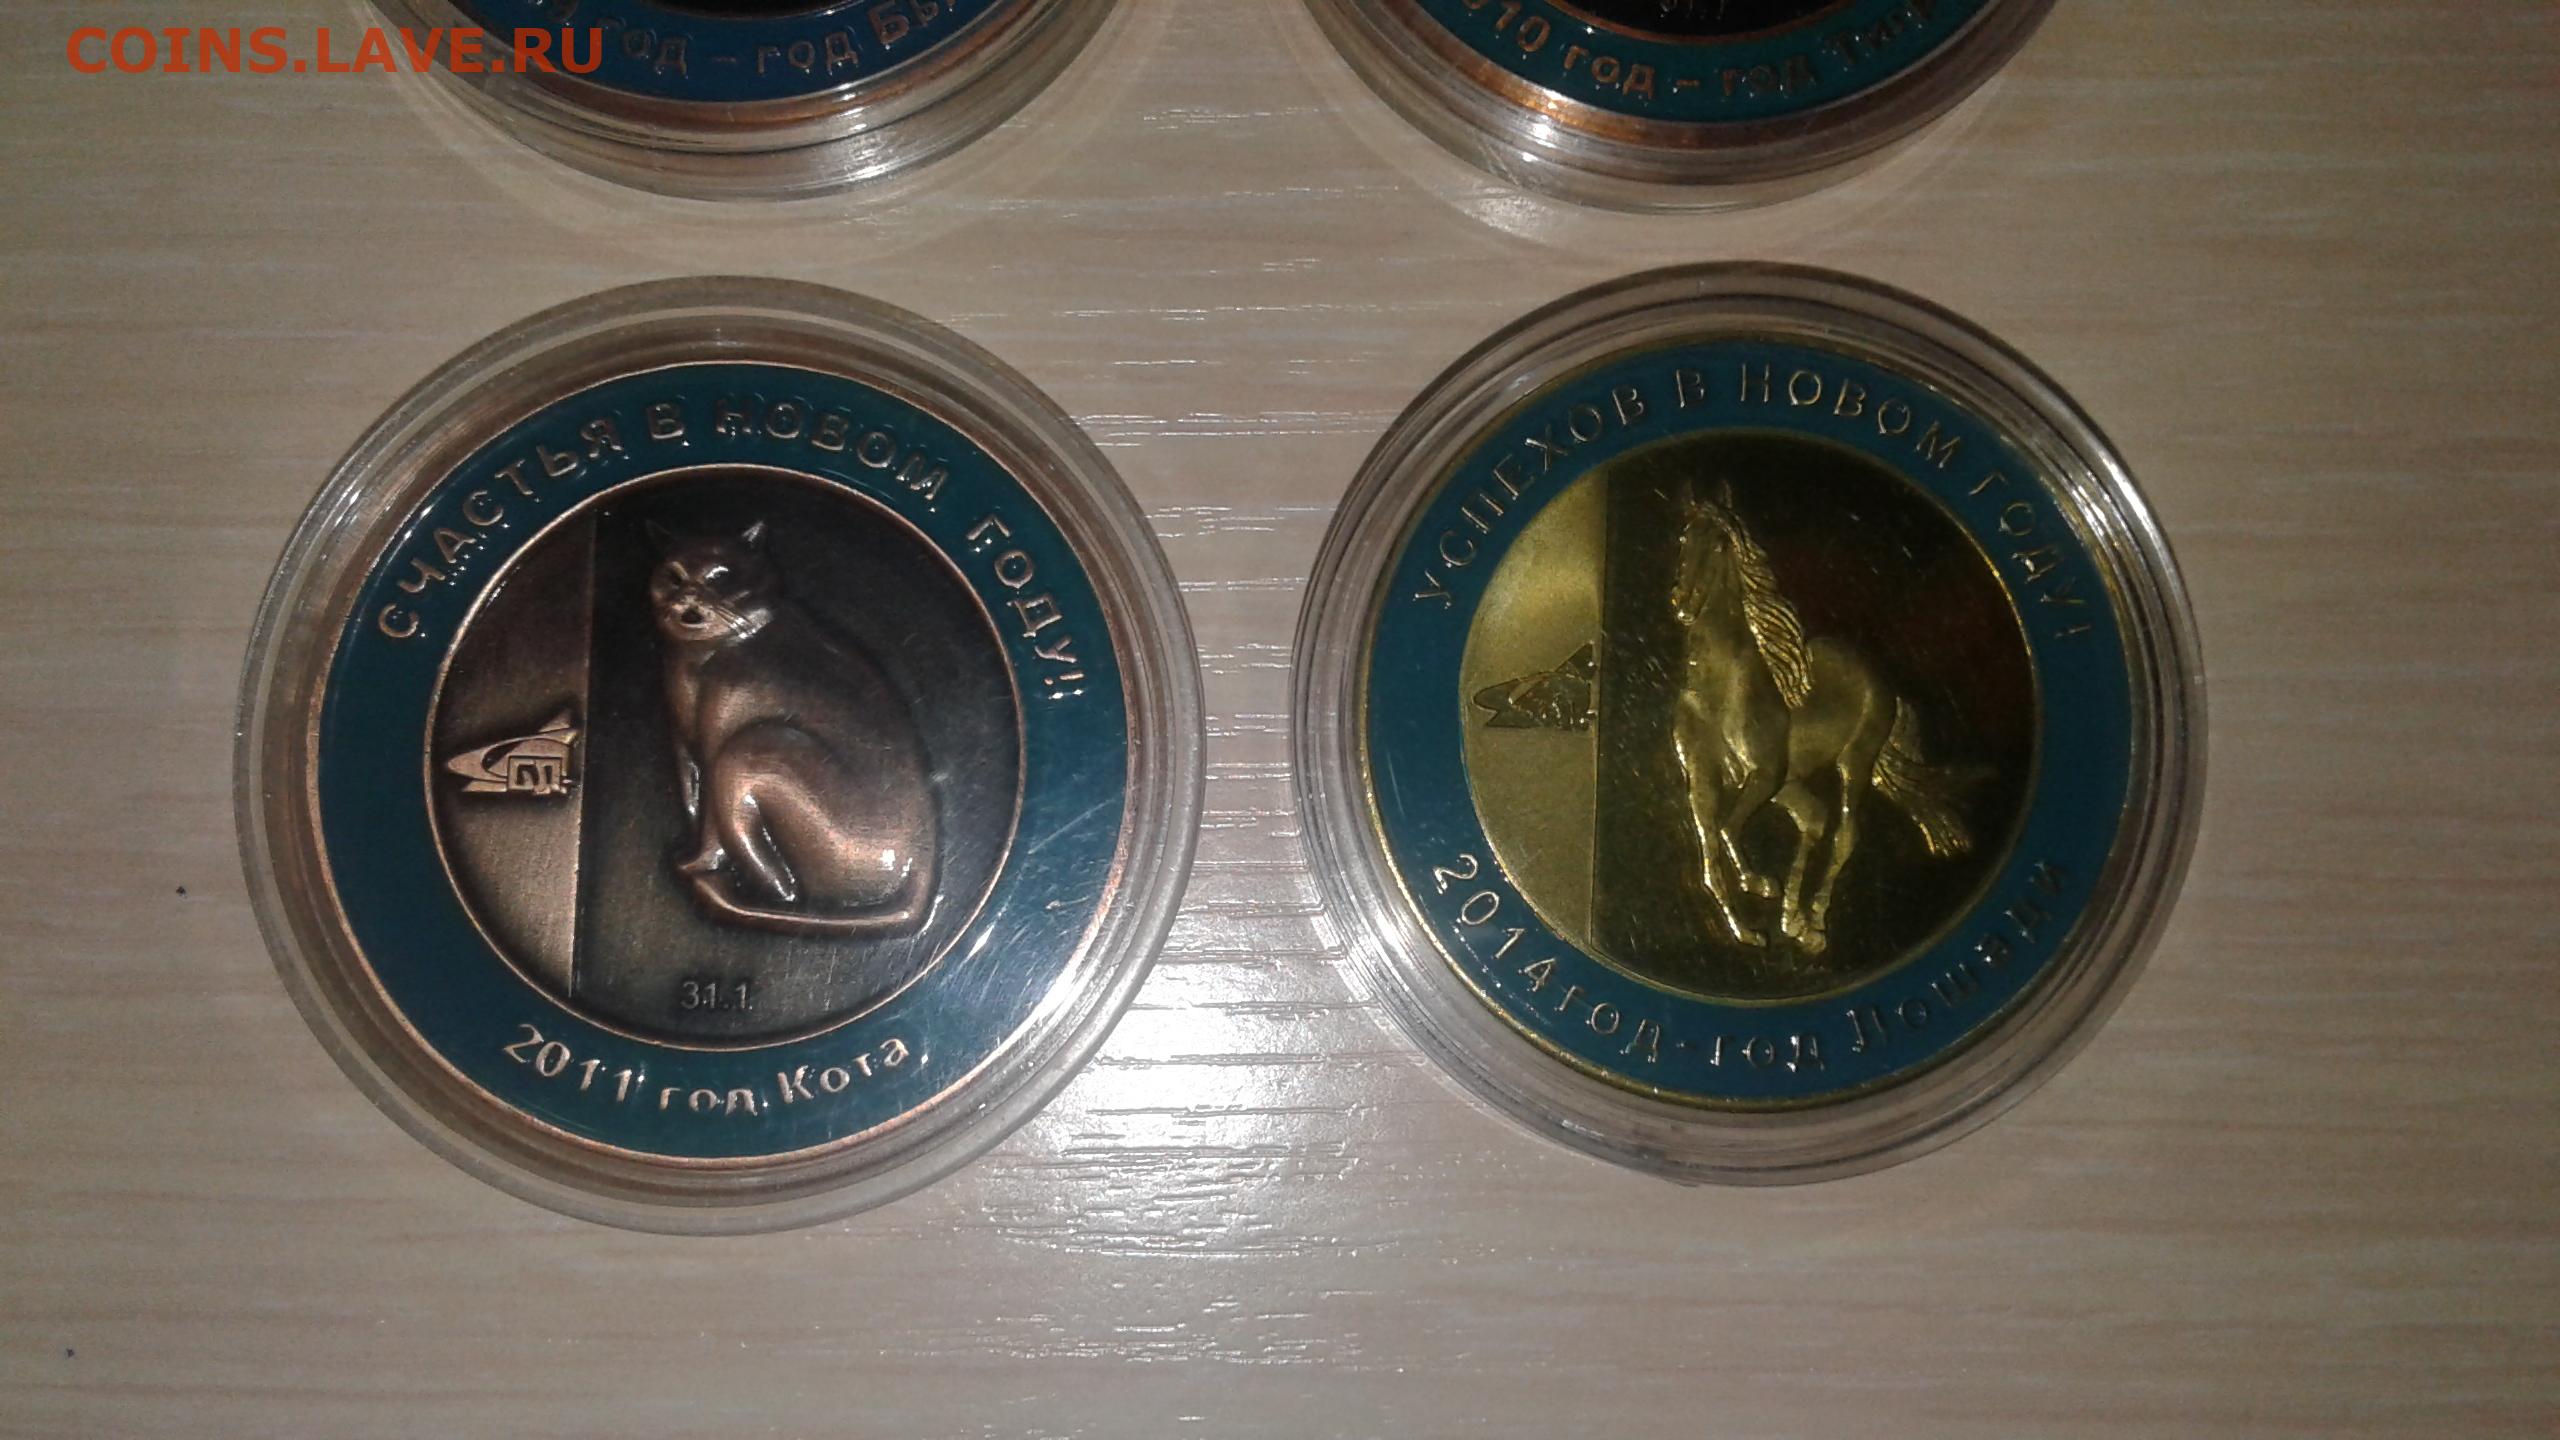 COINS.LAVE.RU
год – год
год – год
СЧАСТЬЯ В НОВОМ ГОДУ!!
31.1
2011 год Кота
УСПЕХОВ В НОВОМ ГОДУ!
2014 год - год Лошади